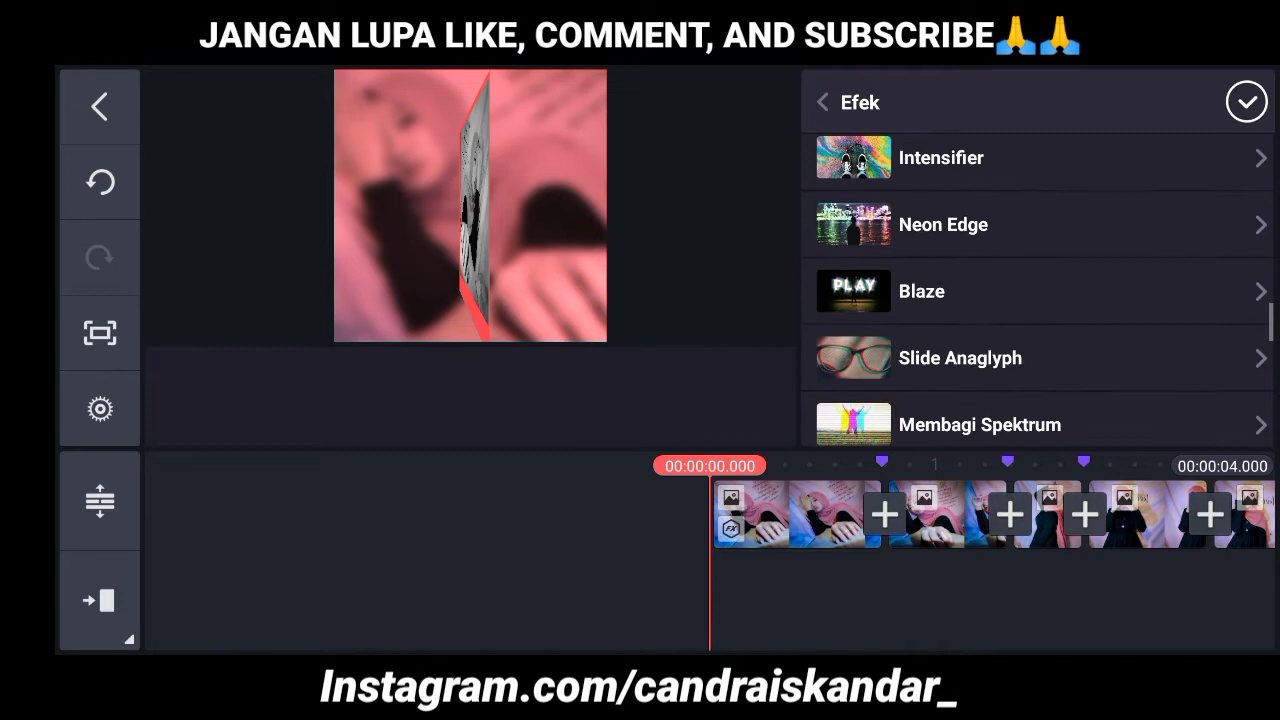 JANGAN LUPA LIKE, COMMENT, AND SUBSCRIBE🙏🙏
Efek
Intensifier
Neon Edge
PLAY
Blaze
Slide Anaglyph
Membagi Spektrum
00:00:00.000
1
00:00:04.000
FX
Instagram.com/candraiskandar_